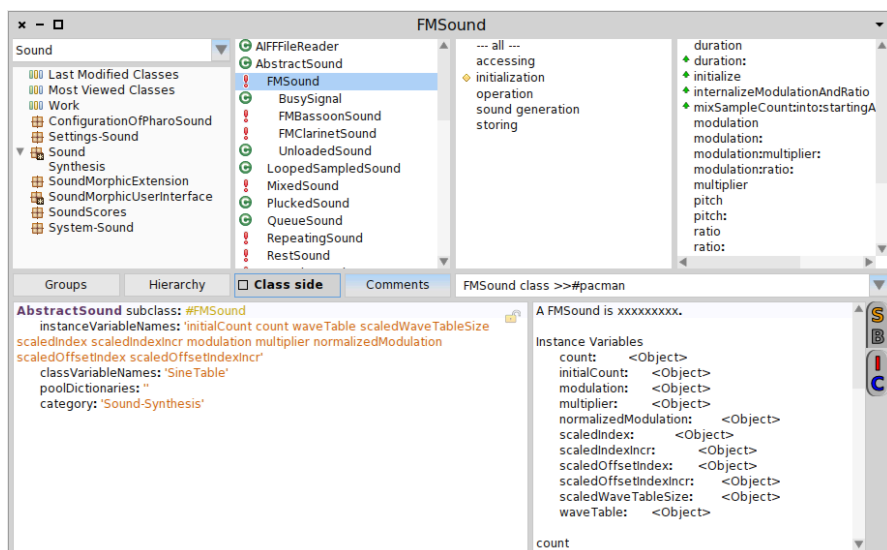 FMSound
Sound
Last Modified Classes
Most Viewed Classes
Work
ConfigurationOfPharoSound
Settings-Sound
Sound
Synthesis
SoundMorphicExtension
SoundMorphicUserInterface
SoundScores
System-Sound
AIFFFileReader
AbstractSound
FMSound
BusySignal
FMBassoonSound
FMClarinetSound
UnloadedSound
LoopedSampledSound
MixedSound
PluckedSound
QueueSound
RepeatingSound
RestSound
--- all ---
accessing
initialization
operation
sound generation
storing
duration
duration:
initialize
internalizeModulationAndRatio
mixSampleCount:into:startingA
modulation
modulation:
modulation:multiplier:
modulation:ratio:
multiplier
pitch
pitch:
ratio
ratio:
Groups
Hierarchy
Class side
Comments
FMSound class >>#pacman
AbstractSound subclass: #FMSound
instanceVariableNames: 'initialCount count waveTable scaledWaveTableSize
scaledIndex scaledIndexIncr modulation multiplier normalizedModulation
scaledOffsetIndex scaledOffsetIndexIncr'
classVariableNames: 'SineTable'
poolDictionaries: ''
category: 'Sound-Synthesis'
A FMSound is xxxxxxxxx.
Instance Variables
count: <Object>
initialCount: <Object>
modulation: <Object>
multiplier: <Object>
normalizedModulation: <Object>
scaledIndex: <Object>
scaledIndexIncr: <Object>
scaledOffsetIndex: <Object>
scaledOffsetIndexIncr: <Object>
scaledWaveTableSize: <Object>
waveTable: <Object>
count
S
B
I
C